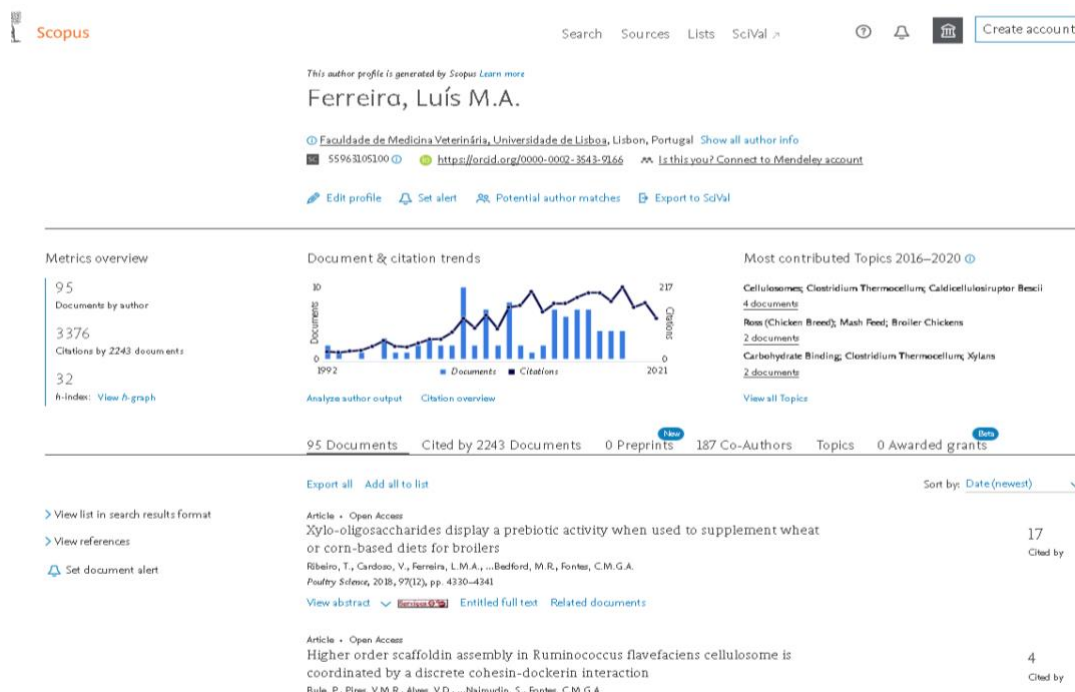 Scopus
Search Sources Lists SciVal ↗
Create account
This author profile is generated by Scopus Learn more
Ferreira, Luís M.A.
Faculdade de Medicina Veterinária, Universidade de Lisboa, Lisbon, Portugal Show all author info
SC 55963105100 https://orcid.org/0000-0002-3543-9166 Is this you? Connect to Mendeley account
Edit profile Set alert Potential author matches Export to SciVal
Metrics overview
95
Documents by author
3376
Citations by 2243 documents
32
h-index: View h-graph
Document & citation trends
10
217
Documents
Citations
0
0
1992
2021
Documents Citations
Analyze author output Citation overview
Most contributed Topics 2016–2020
Cellulosomes; Clostridium Thermocellum; Caldicellulosiruptor Bescii
4 documents
Ross (Chicken Breed); Mash Feed; Broiler Chickens
2 documents
Carbohydrate Binding; Clostridium Thermocellum; Xylans
2 documents
View all Topics
95 Documents Cited by 2243 Documents 0 Preprints New 187 Co-Authors Topics 0 Awarded grants Beta
Export all Add all to list
Sort by: Date (newest)
View list in search results format
View references
Set document alert
Article • Open Access
Xylo-oligosaccharides display a prebiotic activity when used to supplement wheat
or corn-based diets for broilers
Ribeiro, T., Cardoso, V., Ferreira, L.M.A., ...Bedford, M.R., Fontes, C.M.G.A.
Poultry Science, 2018, 97(12), pp. 4330–4341
17
Cited by
View abstract Entitled full text Related documents
Article • Open Access
Higher order scaffoldin assembly in Ruminococcus flavefaciens cellulosome is
coordinated by a discrete cohesin-dockerin interaction
Bule, P., Pires, V.M.R., Alves, V.D., ...Najmudin, S., Fontes, C.M.G.A.
4
Cited by